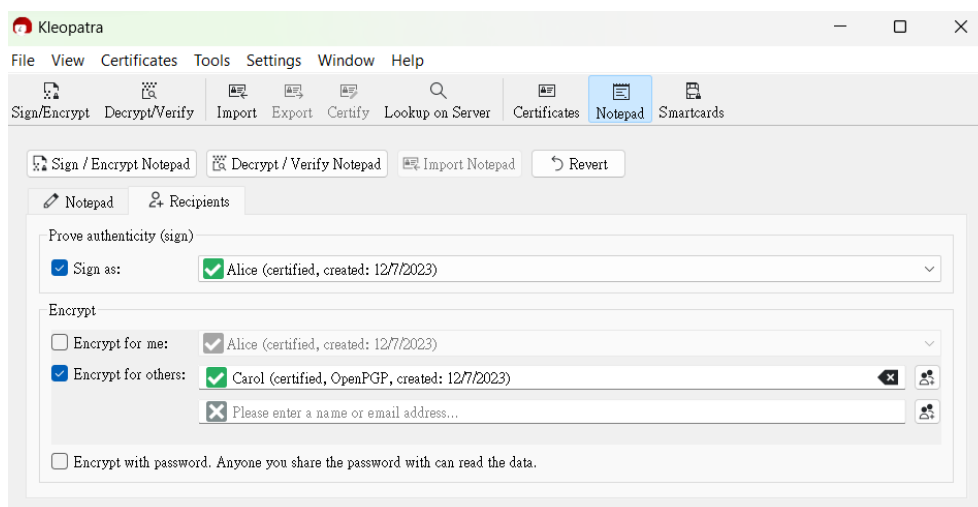 Kleopatra
File View Certificates Tools Settings Window Help
Sign/Encrypt Decrypt/Verify Import Export Certify Lookup on Server Certificates Notepad Smartcards
Sign / Encrypt Notepad Decrypt / Verify Notepad Import Notepad Revert
Notepad Recipients
Prove authenticity (sign)
Sign as: Alice (certified, created: 12/7/2023)
Encrypt
Encrypt for me: Alice (certified, created: 12/7/2023)
Encrypt for others: Carol (certified, OpenPGP, created: 12/7/2023)
Please enter a name or email address...
Encrypt with password. Anyone you share the password with can read the data.